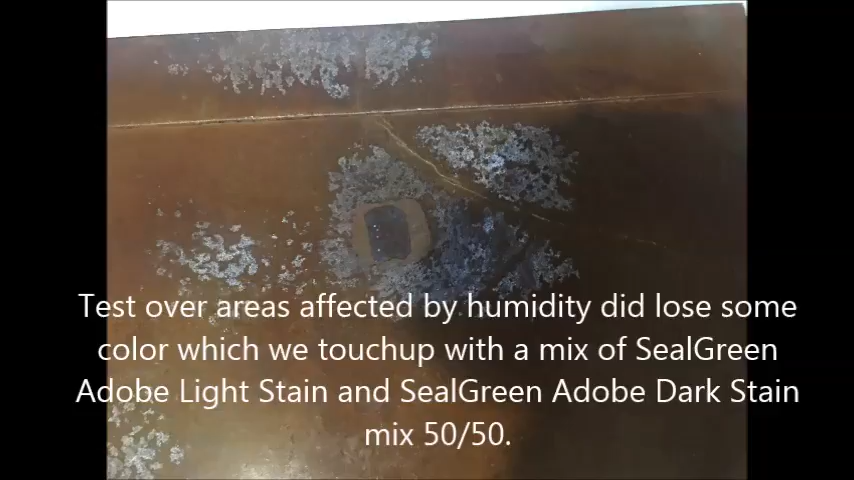 Test over areas affected by humidity did lose some
color which we touchup with a mix of SealGreen
Adobe Light Stain and SealGreen Adobe Dark Stain
mix 50/50.